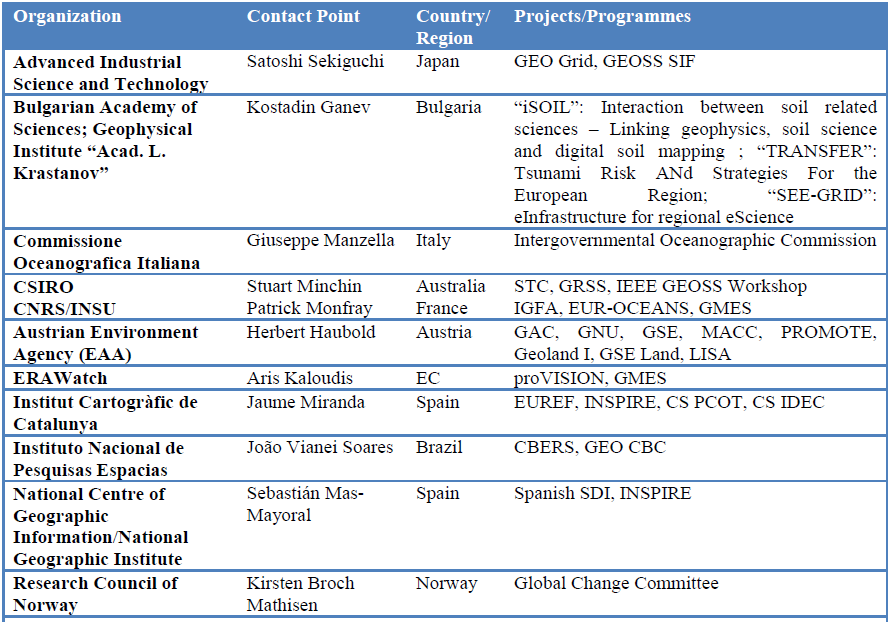 Organization Contact Point Country/ Projects/Programmes
Region
Advanced Industrial Satoshi Sekiguchi Japan GEO Grid, GEOSS SIF
Science and Technology
Bulgarian Academy of Kostadin Ganev Bulgaria “iSOIL”: Interaction between soil related
Sciences; Geophysical sciences – Linking geophysics, soil science
Institute “Acad. L. and digital soil mapping ; “TRANSFER”:
Krastanov” Tsunami Risk ANd Strategies For the
European Region; “SEE-GRID”:
eInfrastructure for regional eScience
Commissione Giuseppe Manzella Italy Intergovernmental Oceanographic Commission
Oceanografica Italiana
CSIRO Stuart Minchin Australia STC, GRSS, IEEE GEOSS Workshop
CNRS/INSU Patrick Monfray France IGFA, EUR-OCEANS, GMES
Austrian Environment Herbert Haubold Austria GAC, GNU, GSE, MACC, PROMOTE,
Agency (EAA) Geoland I, GSE Land, LISA
ERAWatch Aris Kaloudis EC proVISION, GMES
Institut Cartogràfic de Jaume Miranda Spain EUREF, INSPIRE, CS PCOT, CS IDEC
Catalunya
Instituto Nacional de João Vianei Soares Brazil CBERS, GEO CBC
Pesquisas Espacias
National Centre of Sebastián Mas- Spain Spanish SDI, INSPIRE
Geographic Mayoral
Information/National
Geographic Institute
Research Council of Kirsten Broch Norway Global Change Committee
Norway Mathisen